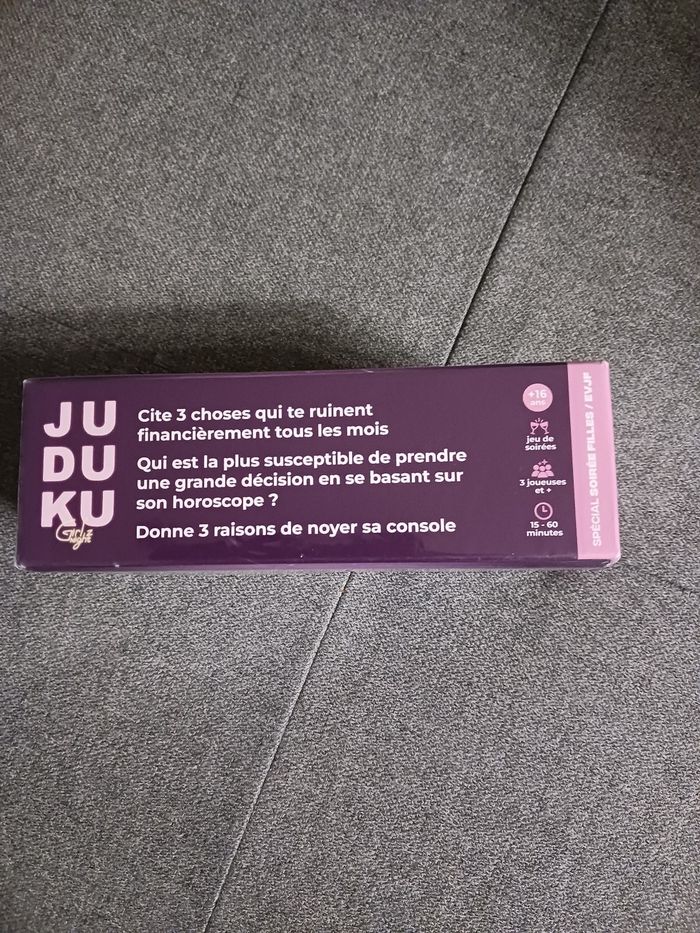 JU
DU
KU
Girlz
night
Cite 3 choses qui te ruinent
financièrement tous les mois
Qui est la plus susceptible de prendre
une grande décision en se basant sur
son horoscope ?
Donne 3 raisons de noyer sa console
+16
ans
jeu de
soirées
3 joueuses
et +
15 - 60
minutes
SPÉCIAL SOIRÉE FILLES / EVJF